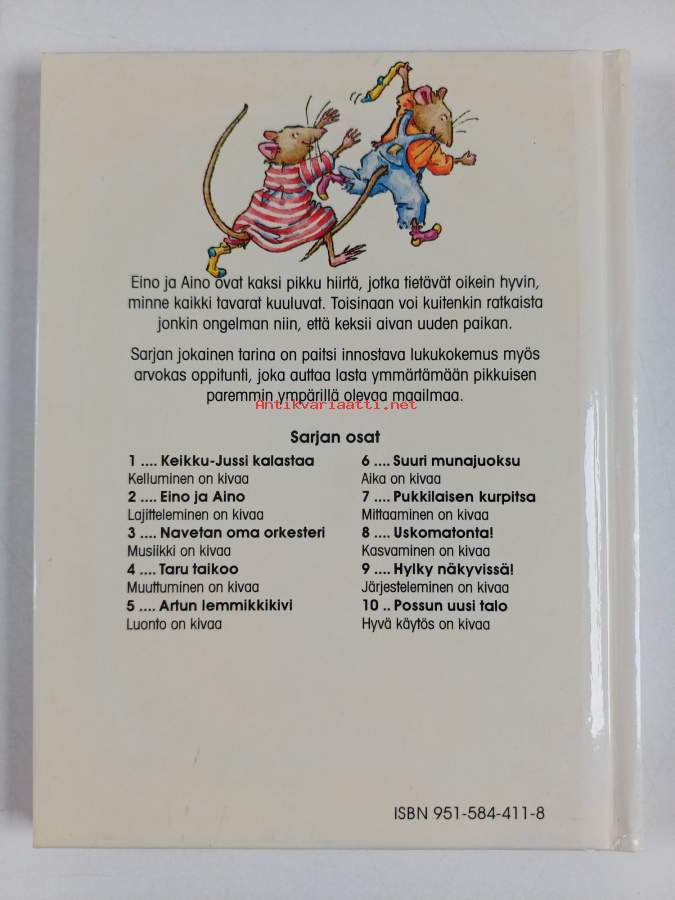 Eino ja Aino ovat kaksi pikku hiirtä, jotka tietävät oikein hyvin,
minne kaikki tavarat kuuluvat. Toisinaan voi kuitenkin ratkaista
jonkin ongelman niin, että keksii aivan uuden paikan.
Sarjan jokainen tarina on paitsi innostava lukukokemus myös
arvokas oppitunti, joka auttaa lasta ymmärtämään pikkuisen
paremmin ympärillä olevaa maailmaa.
Antikvariaatti.net
Sarjan osat
1 .... Keikku-Jussi kalastaa
Kelluminen on kivaa
2 .... Eino ja Aino
Lajitteleminen on kivaa
3 .... Navetan oma orkesteri
Musiikki on kivaa
4 .... Taru taikoo
Muuttuminen on kivaa
5 .... Artun lemmikkikivi
Luonto on kivaa
6 .... Suuri munajuoksu
Aika on kivaa
7 .... Pukkilaisen kurpitsa
Mittaaminen on kivaa
8 .... Uskomatonta!
Kasvaminen on kivaa
9 .... Hylky näkyvissä!
Järjesteleminen on kivaa
10 .. Possun uusi talo
Hyvä käytös on kivaa
ISBN 951-584-411-8